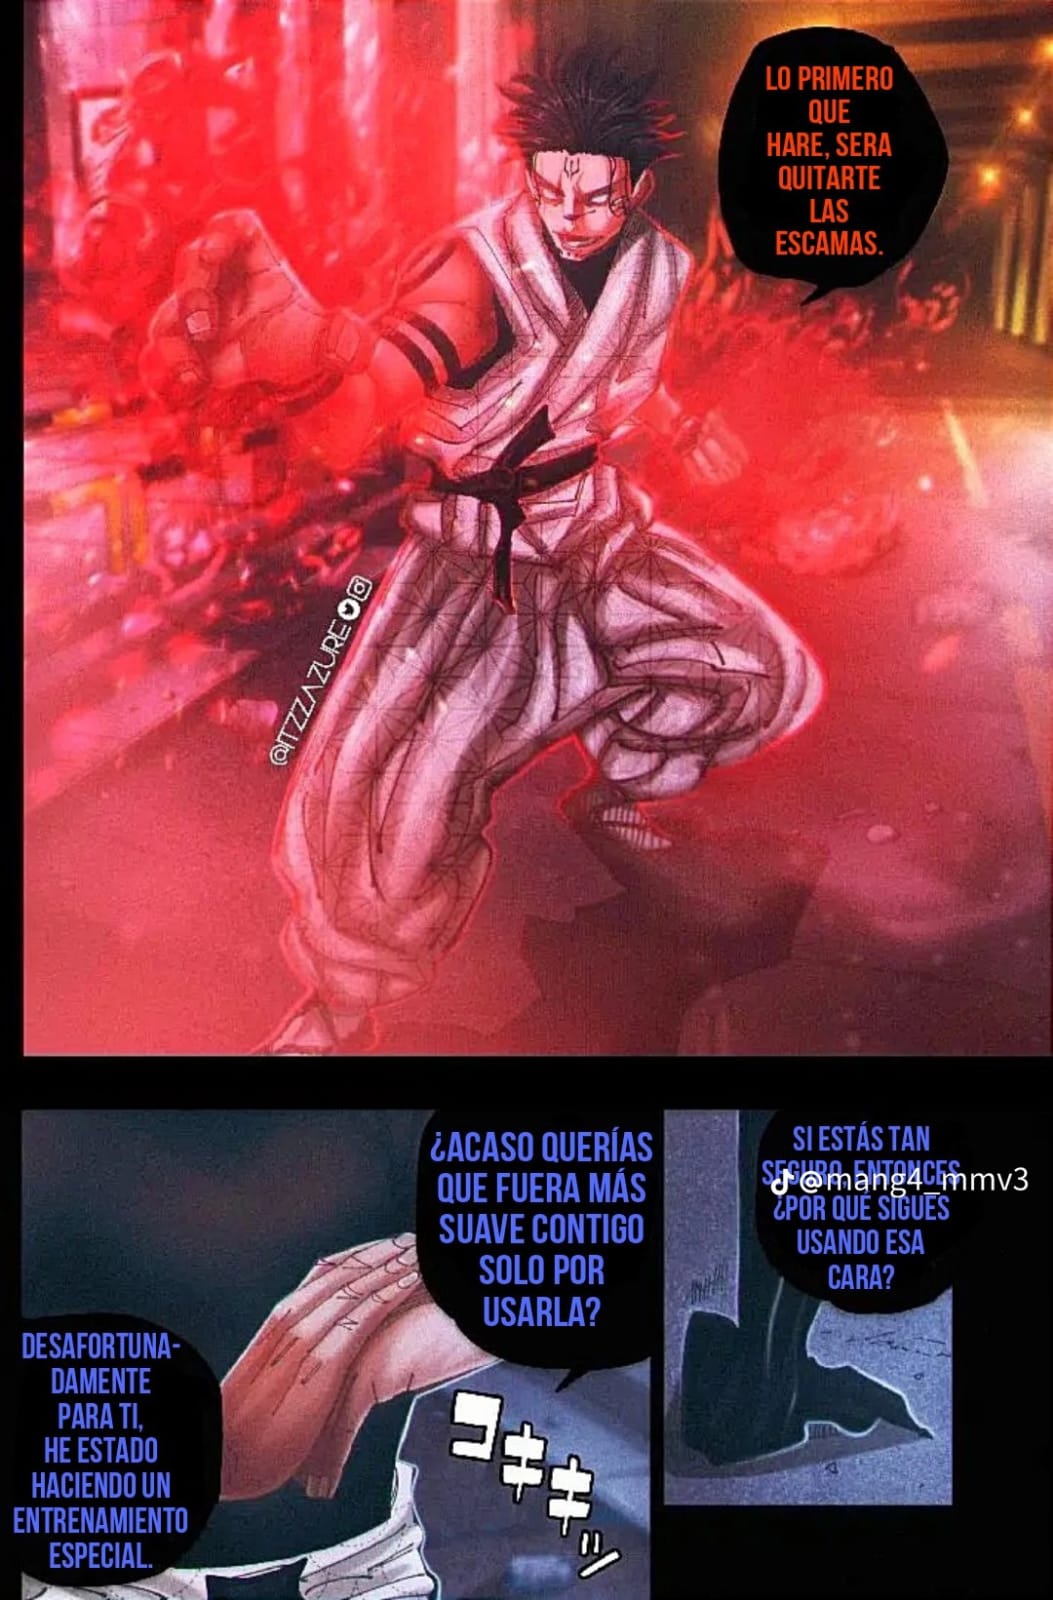 LO PRIMERO
QUE
HARE, SERA
QUITARTE
LAS
ESCAMAS.
@ITZZAZURE
SI ESTÁS TAN
SEGURO, ENTONCES
@mang4_mmv3
¿POR QUÉ SIGUES
USANDO ESA
CARA?
¿ACASO QUERÍAS
QUE FUERA MÁS
SUAVE CONTIGO
SOLO POR
USARLA?
DESAFORTUNA-
DAMENTE
PARA TI,
HE ESTADO
HACIENDO UN
ENTRENAMIENTO
ESPECIAL.
コキキッ